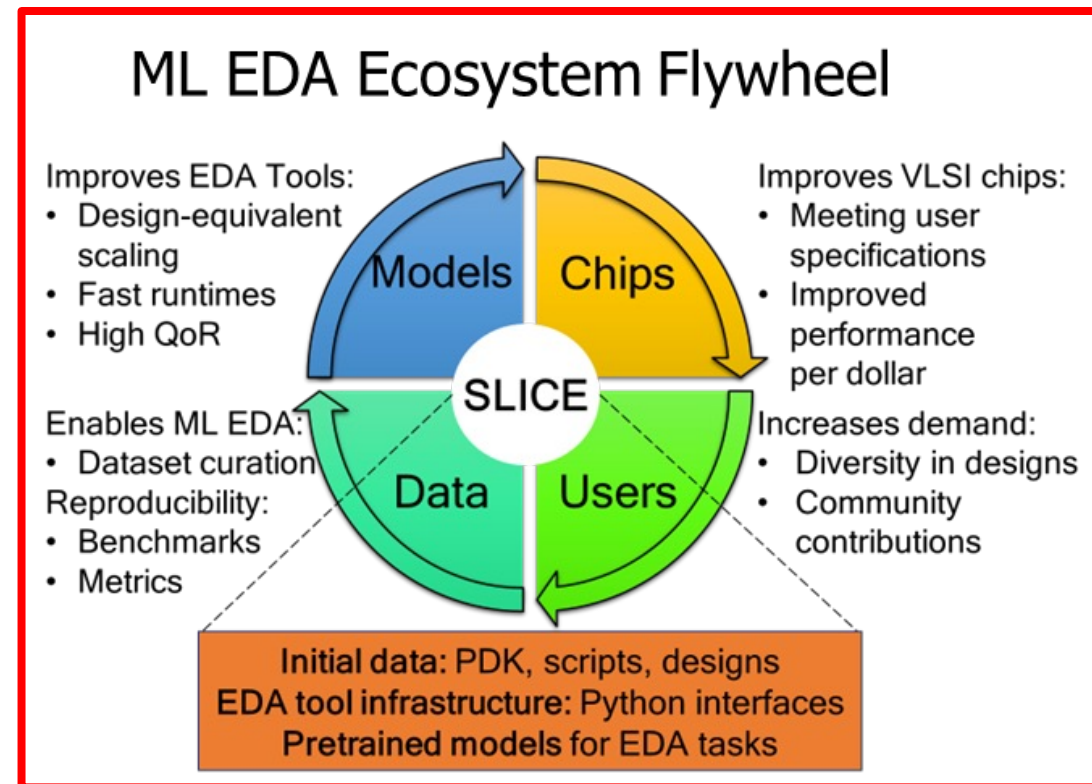 ML EDA Ecosystem Flywheel
Improves EDA Tools:
• Design-equivalent
scaling
• Fast runtimes
• High QoR
Models
Chips
Improves VLSI chips:
• Meeting user
specifications
• Improved
performance
per dollar
SLICE
Enables ML EDA:
• Dataset curation
Reproducibility:
• Benchmarks
• Metrics
Data
Users
Increases demand:
• Diversity in designs
• Community
contributions
Initial data: PDK, scripts, designs
EDA tool infrastructure: Python interfaces
Pretrained models for EDA tasks